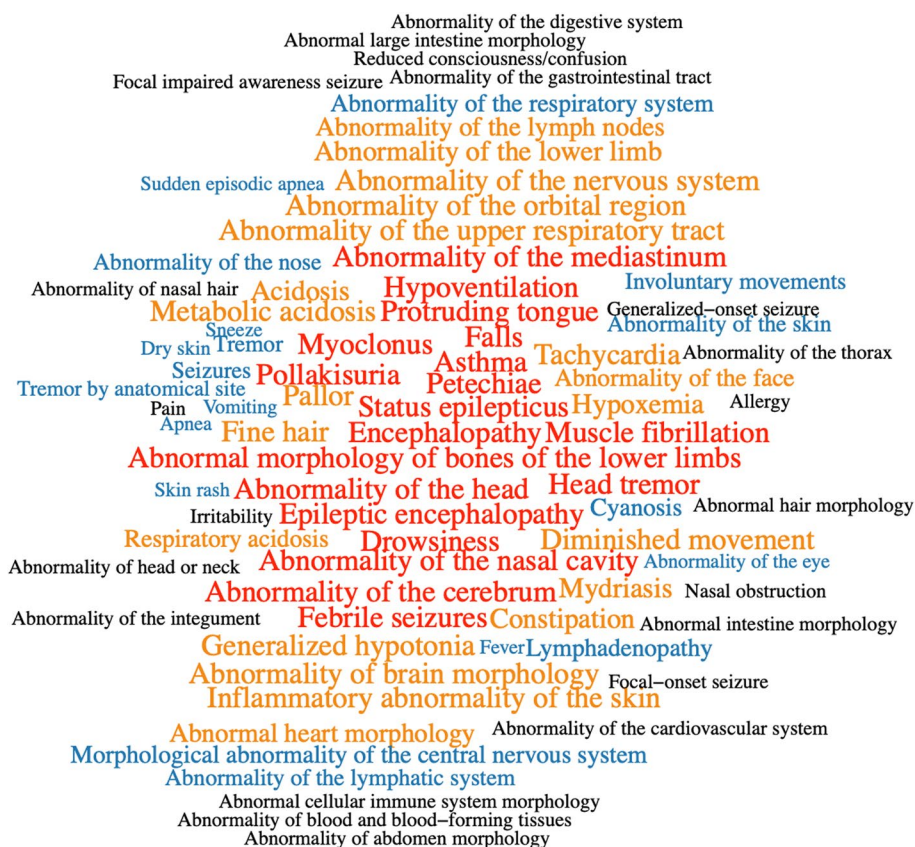 Abnormality of the digestive system
Abnormal large intestine morphology
Reduced consciousness/confusion
Focal impaired awareness seizure Abnormality of the gastrointestinal tract
Abnormality of the respiratory system
Abnormality of the lymph nodes
Abnormality of the lower limb
Sudden episodic apnea Abnormality of the nervous system
Abnormality of the orbital region
Abnormality of the upper respiratory tract
Abnormality of the nose Abnormality of the mediastinum
Abnormality of nasal hair Acidosis Hypoventilation Involuntary movements
Metabolic acidosis Protruding tongue Generalized−onset seizure
Abnormality of the skin
Sneeze
Dry skin Tremor Myoclonus Falls
Asthma Tachycardia Abnormality of the thorax
Seizures Pollakisuria Petechiae Abnormality of the face
Tremor by anatomical site Pallor
Pain Vomiting Status epilepticus Hypoxemia Allergy
Apnea Fine hair Encephalopathy Muscle fibrillation
Abnormal morphology of bones of the lower limbs
Skin rash Abnormality of the head Head tremor
Irritability Epileptic encephalopathy Cyanosis Abnormal hair morphology
Respiratory acidosis Drowsiness Diminished movement
Abnormality of head or neck Abnormality of the nasal cavity Abnormality of the eye
Abnormality of the cerebrum Mydriasis Nasal obstruction
Abnormality of the integument Febrile seizures Constipation Abnormal intestine morphology
Generalized hypotonia Fever Lymphadenopathy
Abnormality of brain morphology Focal−onset seizure
Inflammatory abnormality of the skin
Abnormal heart morphology Abnormality of the cardiovascular system
Morphological abnormality of the central nervous system
Abnormality of the lymphatic system
Abnormal cellular immune system morphology
Abnormality of blood and blood−forming tissues
Abnormality of abdomen morphology